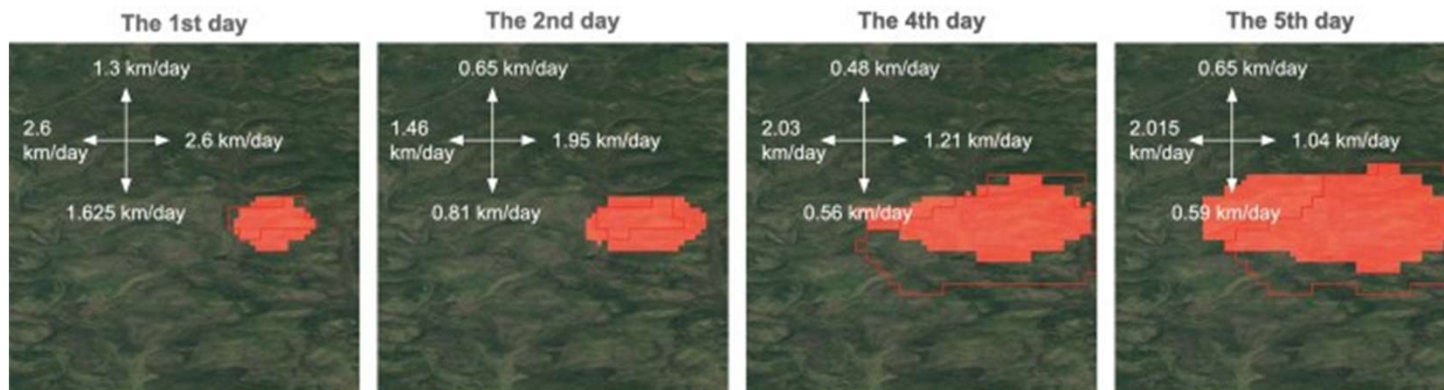 The 1st day
The 2nd day
The 4th day
The 5th day
1.3 km/day
2.6
km/day
2.6 km/day
1.625 km/day
0.65 km/day
1.46
km/day
1.95 km/day
0.81 km/day
0.48 km/day
2.03
km/day
1.21 km/day
0.56 km/day
0.65 km/day
2.015
km/day
1.04 km/day
0.59 km/day